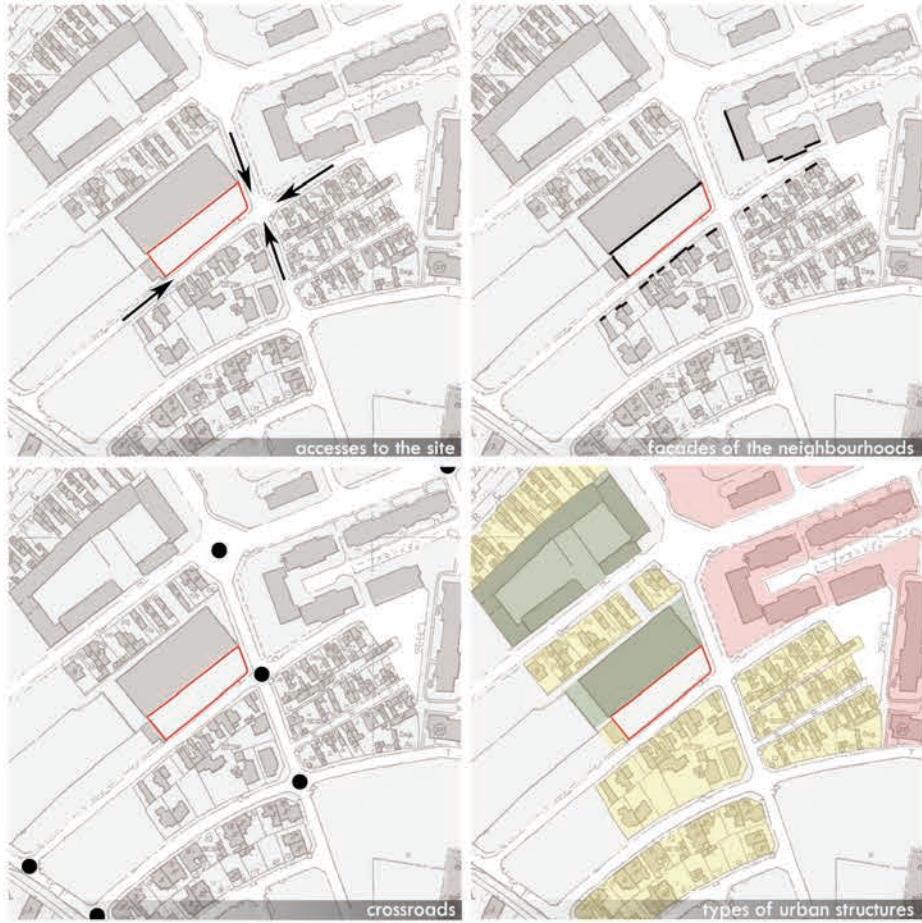 accesses to the site
facades of the neighbourhoods
crossroads
types of urban structures